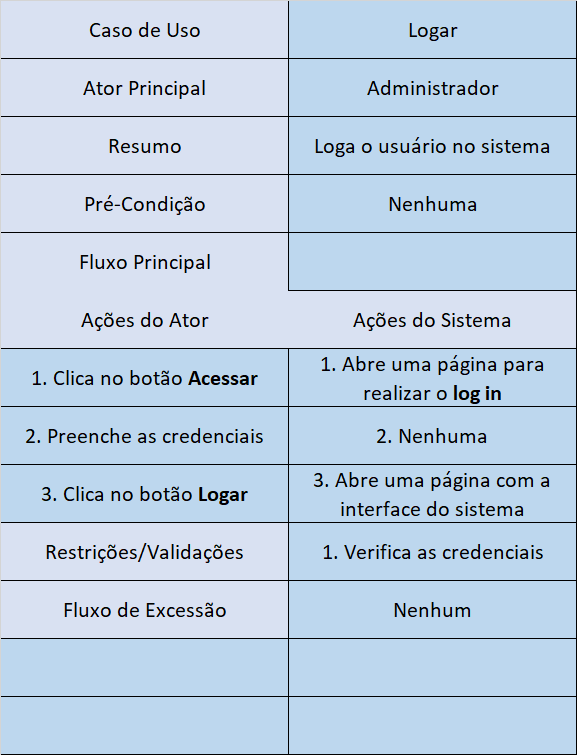 Caso de Uso
Logar
Ator Principal
Administrador
Resumo
Loga o usuário no sistema
Pré-Condição
Nenhuma
Fluxo Principal
Ações do Ator
Ações do Sistema
1. Clica no botão Acessar
1. Abre uma página para
realizar o log in
2. Preenche as credenciais
2. Nenhuma
3. Clica no botão Logar
3. Abre uma página com a
interface do sistema
Restrições/Validações
1. Verifica as credenciais
Fluxo de Excessão
Nenhum